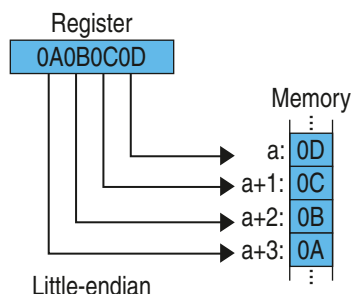 Register
0A0B0C0D
Memory
a: 0D
a+1: 0C
a+2: 0B
a+3: 0A
Little-endian